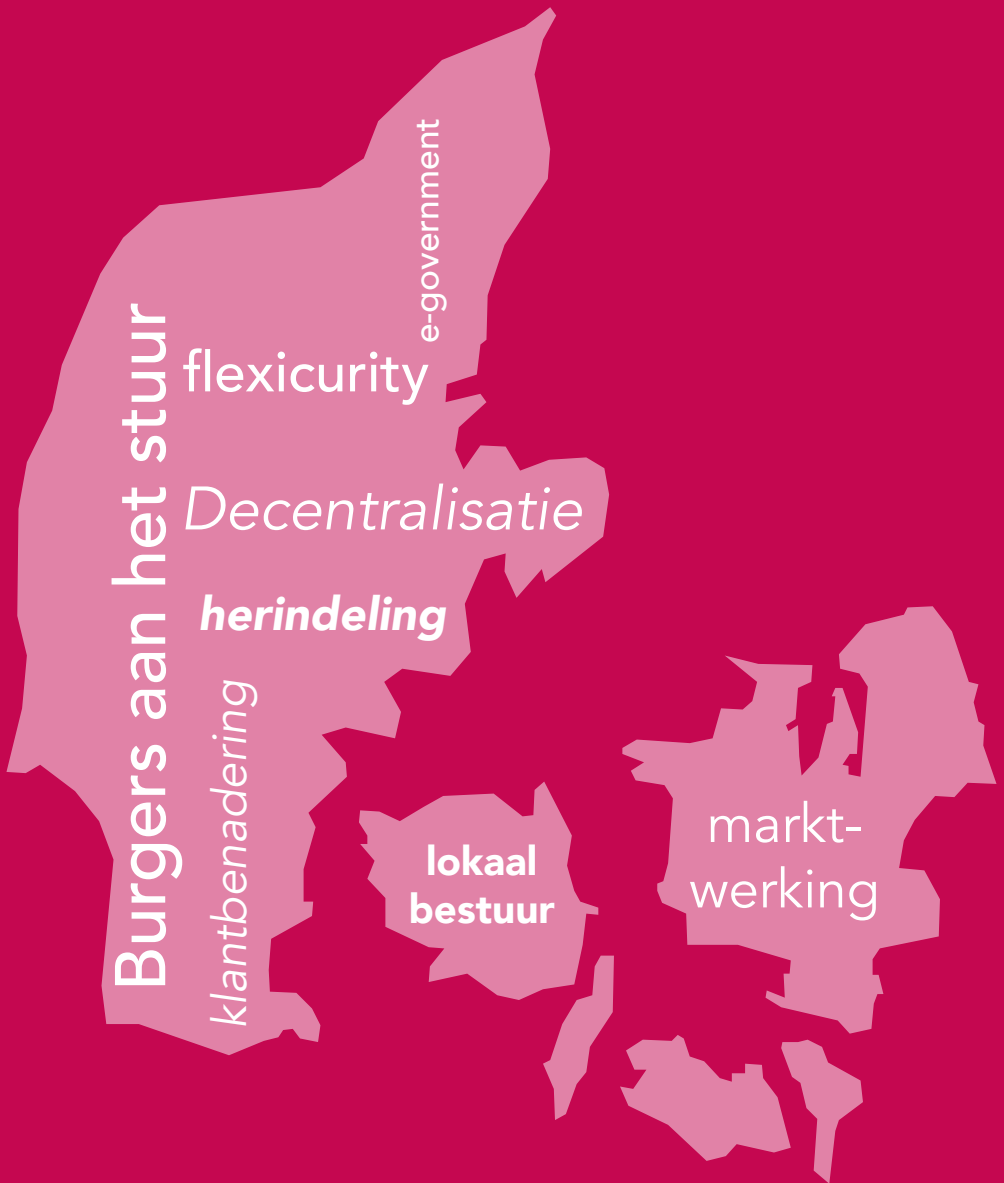 e-government
Burgers aan het stuur
flexicurity
Decentralisatie
herindeling
klantbenadering
lokaal
bestuur
markt-
werking